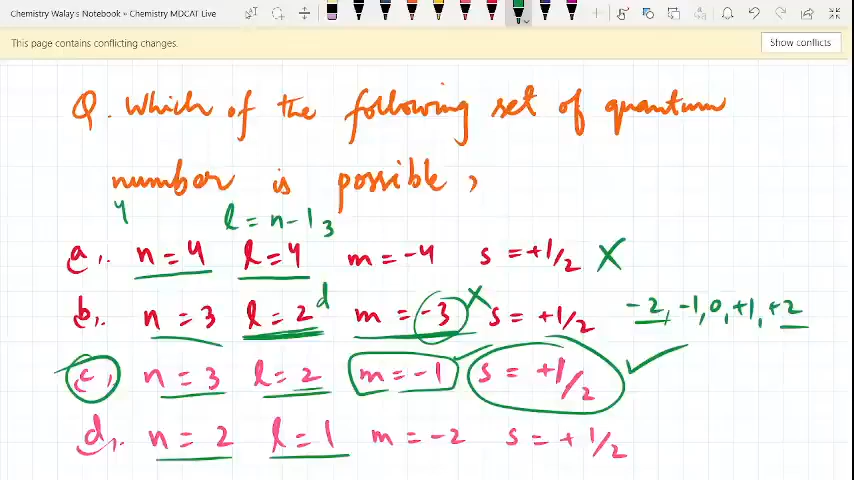 Chemistry Walay's Notebook » Chemistry MDCAT Live
This page contains conflicting changes.
Show conflicts
Q. Which of the following set of quantum
number is possible,
4 l = n-1 3
a, n=4 l=4 m=-4 s=+1/2 X
b, n=3 l=2 d m=-3 X s=+1/2 -2, -1, 0, +1, +2
c, n=3 l=2 m=-1 s=+1/2 ✓
d, n=2 l=1 m=-2 s=+1/2